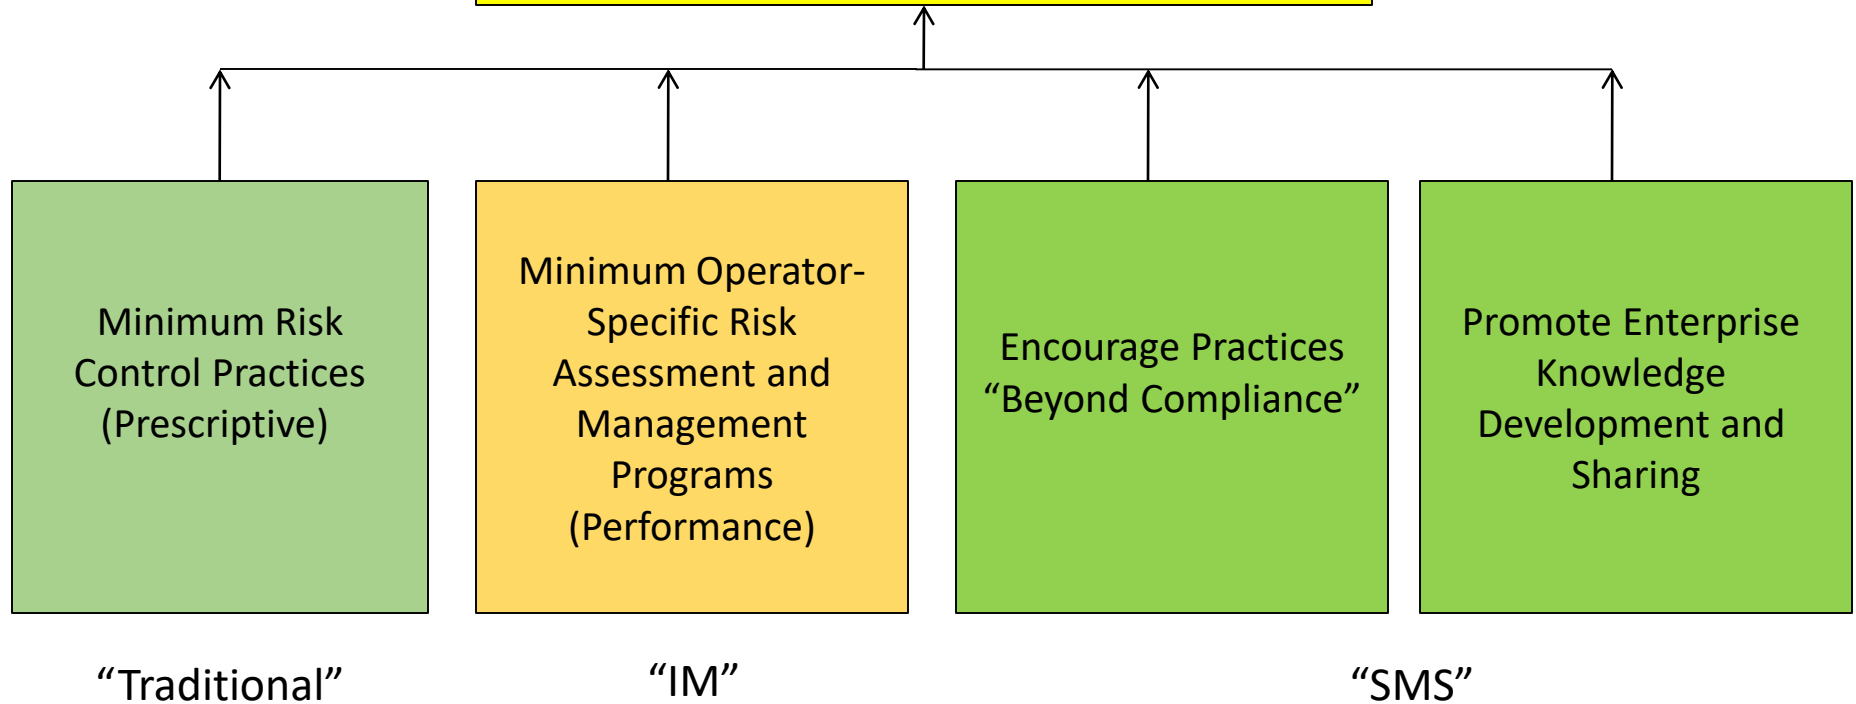 Minimum Risk
Control Practices
(Prescriptive)
Minimum Operator-
Specific Risk
Assessment and
Management
Programs
(Performance)
Encourage Practices
“Beyond Compliance”
Promote Enterprise
Knowledge
Development and
Sharing
“Traditional”
“IM”
“SMS”